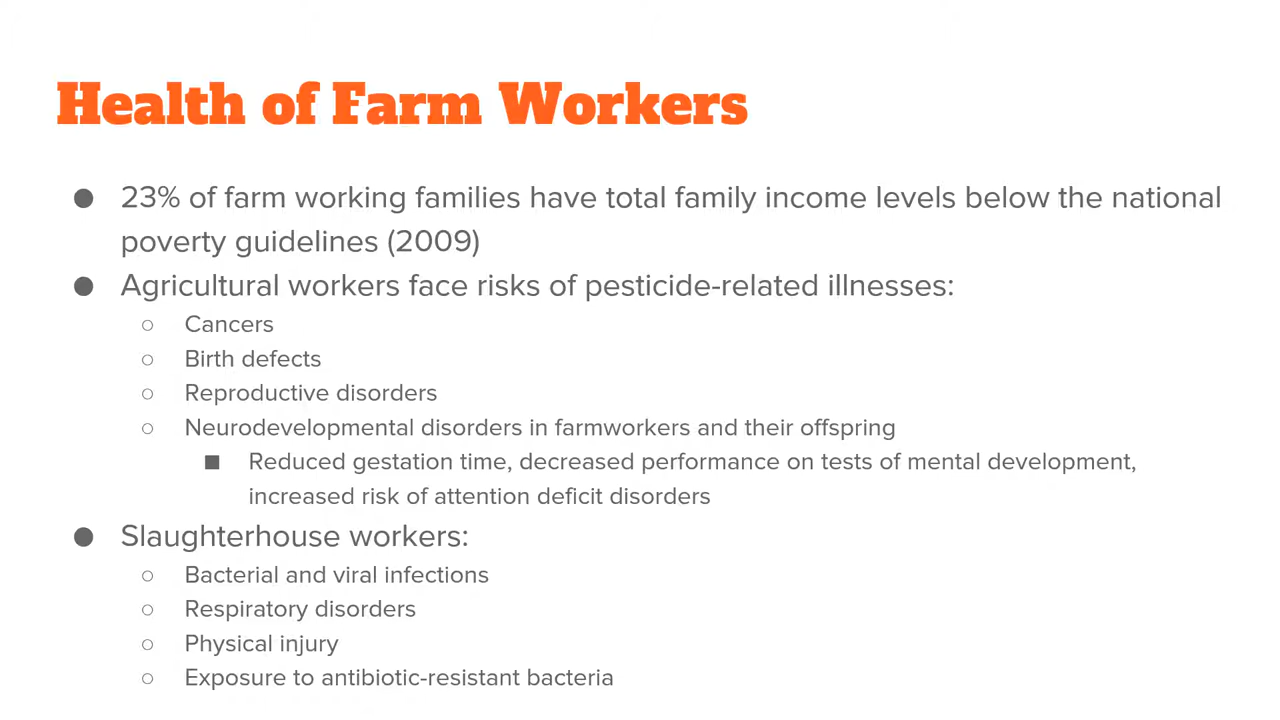 Health of Farm Workers
● 23% of farm working families have total family income levels below the national
poverty guidelines (2009)
● Agricultural workers face risks of pesticide-related illnesses:
○ Cancers
○ Birth defects
○ Reproductive disorders
○ Neurodevelopmental disorders in farmworkers and their offspring
■ Reduced gestation time, decreased performance on tests of mental development,
increased risk of attention deficit disorders
● Slaughterhouse workers:
○ Bacterial and viral infections
○ Respiratory disorders
○ Physical injury
○ Exposure to antibiotic-resistant bacteria